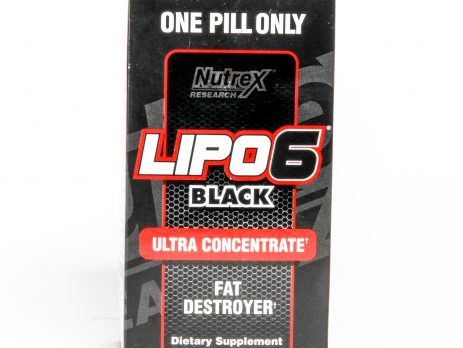 ONE PILL ONLY
Nutrex
RESEARCH
LIPO6®
BLACK
ULTRA CONCENTRATE†
FAT
DESTROYER†
Dietary Supplement